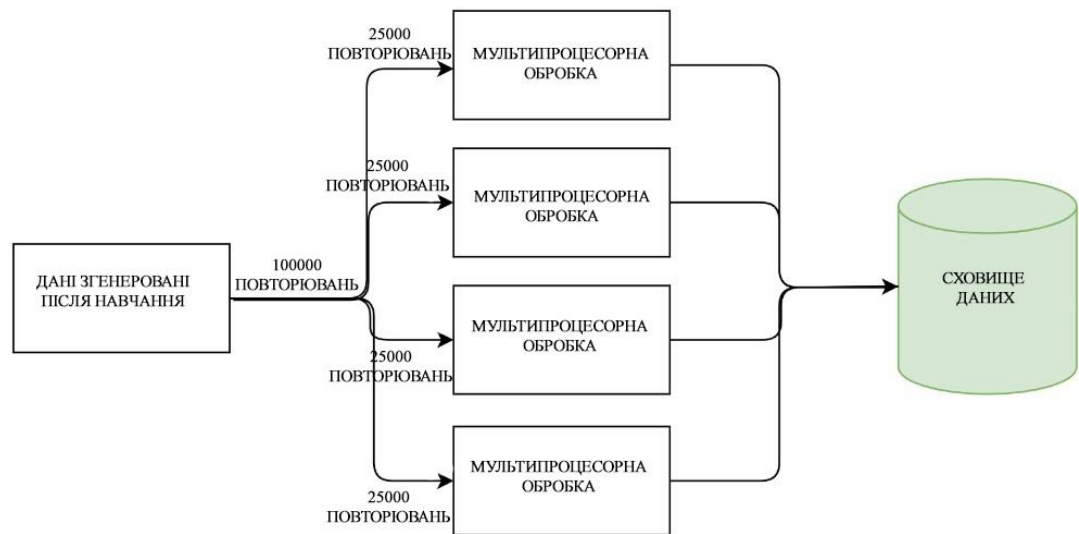 25000
ПОВТОРЮВАНЬ
МУЛЬТИПРОЦЕСОРНА
ОБРОБКА
25000
ПОВТОРЮВАНЬ
МУЛЬТИПРОЦЕСОРНА
ОБРОБКА
ДАНІ ЗГЕНЕРОВАНІ
ПІСЛЯ НАВЧАННЯ
100000
ПОВТОРЮВАНЬ
СХОВИЩЕ
ДАНИХ
МУЛЬТИПРОЦЕСОРНА
ОБРОБКА
25000
ПОВТОРЮВАНЬ
МУЛЬТИПРОЦЕСОРНА
ОБРОБКА
25000
ПОВТОРЮВАНЬ